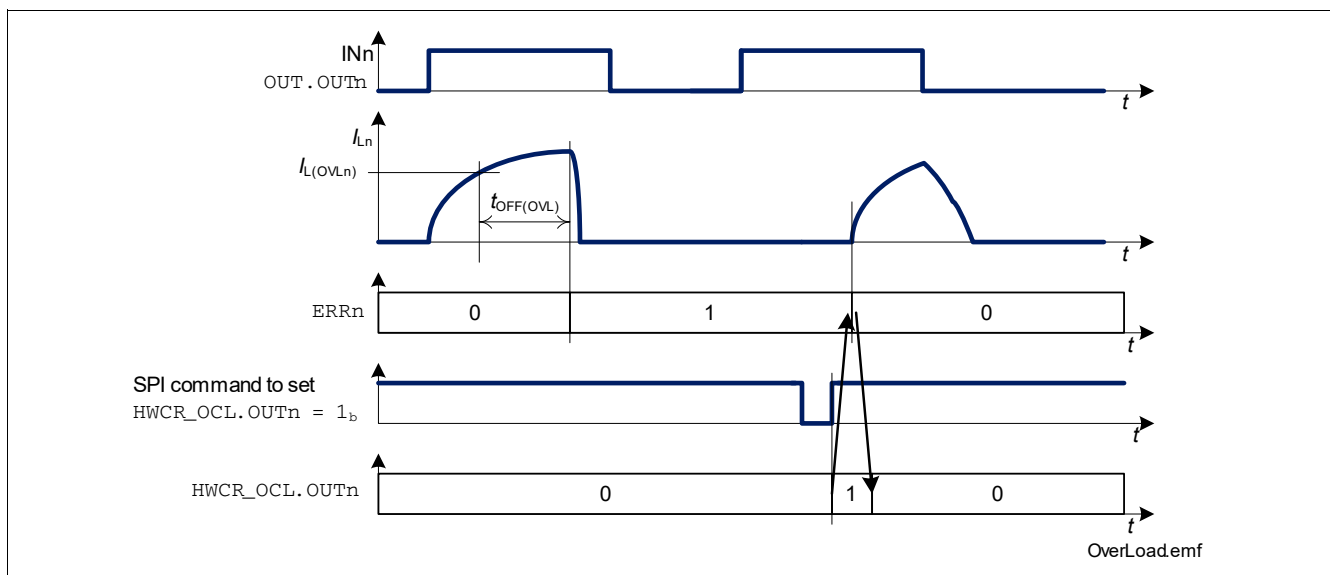 INn
OUT.OUTn
t
ILn
IL(OVLn)
tOFF(OVL)
t
ERRn
0 1 0
t
SPI command to set
HWCR_OCL.OUTn = 1b
t
HWCR_OCL.OUTn
0 1 0
t
OverLoad.emf